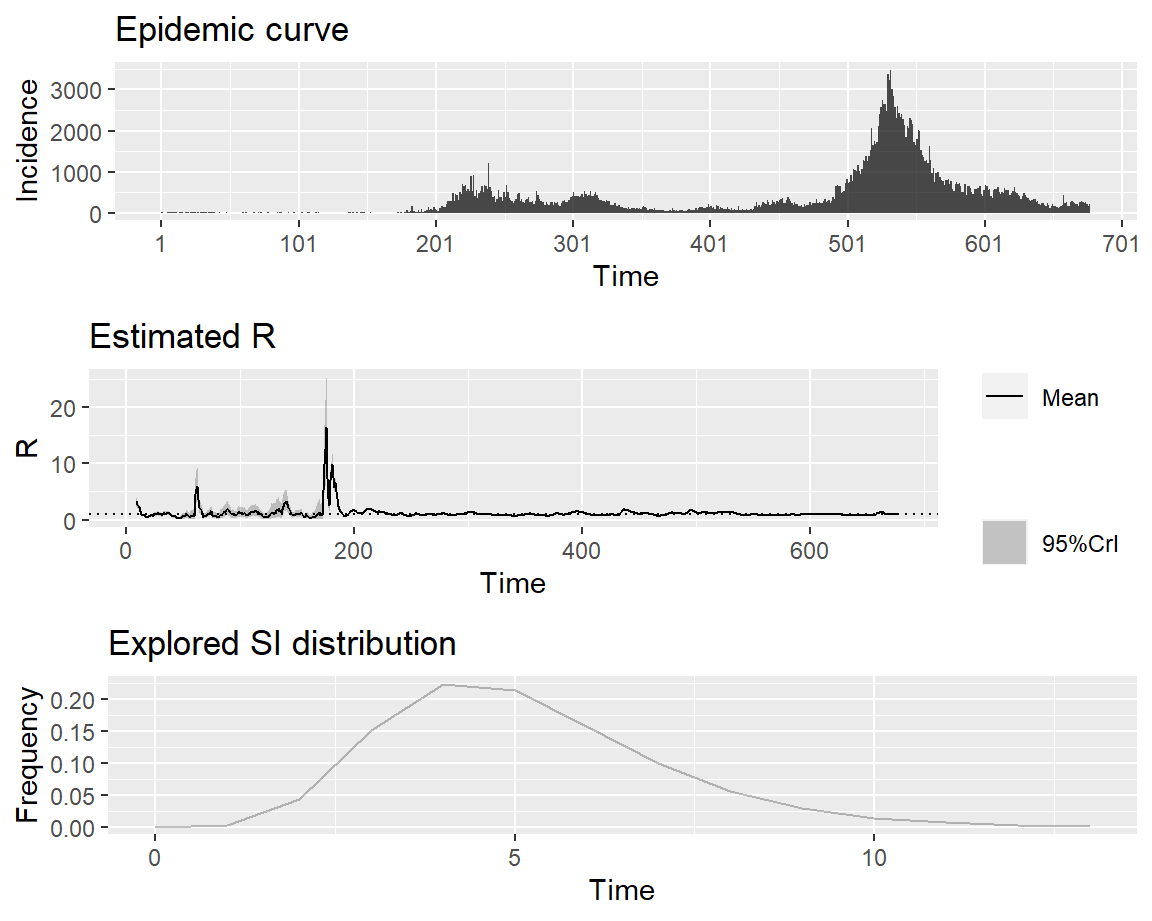 Epidemic curve
Incidence
3000
2000
1000
0
1 101 201 301 401 501 601 701
Time
Estimated R
R
20
10
0
0 200 400 600
Time
Mean
95%CrI
Explored SI distribution
Frequency
0.20
0.15
0.10
0.05
0.00
0 5 10
Time